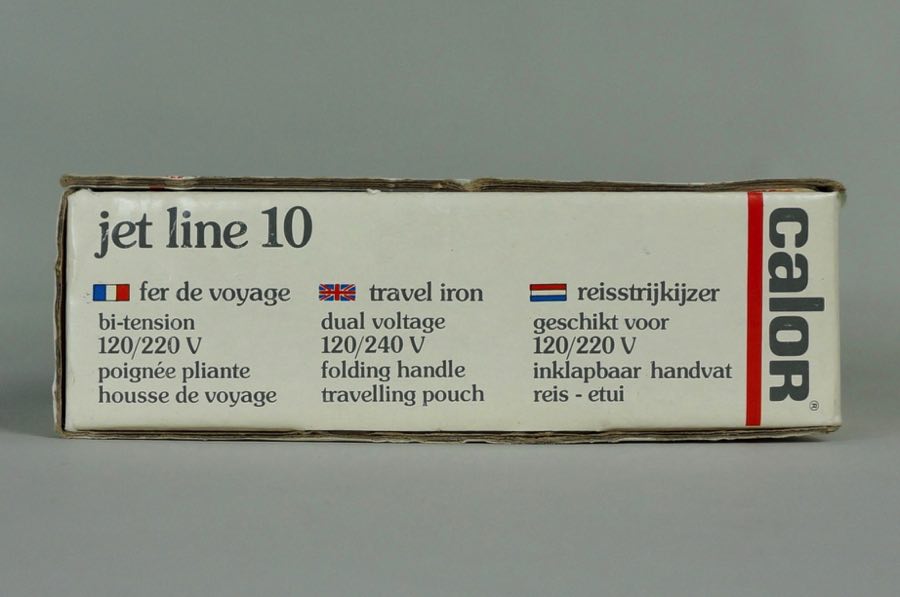 jet line 10
fer de voyage
bi-tension
120/220 V
poignée pliante
housse de voyage
travel iron
dual voltage
120/240 V
folding handle
travelling pouch
reisstrijkijzer
geschikt voor
120/220 V
inklapbaar handvat
reis - etui
calor®